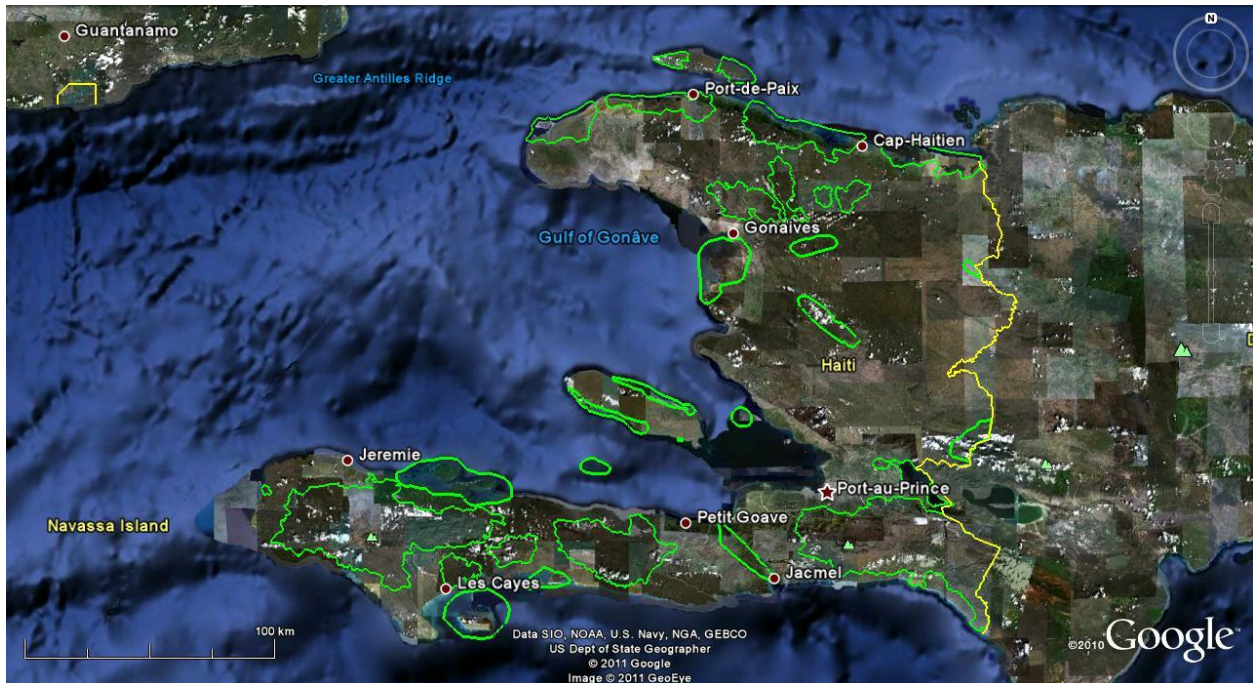 Guantanamo
N
Greater Antilles Ridge
Port-de-Paix
Cap-Haitien
Gulf of Gonâve
Gonaives
Haiti
D
Jeremie
Port-au-Prince
Navassa Island
Petit Goave
Les Cayes
Jacmel
100 km
Data SIO, NOAA, U.S. Navy, NGA, GEBCO
US Dept of State Geographer
© 2011 Google
Image © 2011 GeoEye
©2010 Google